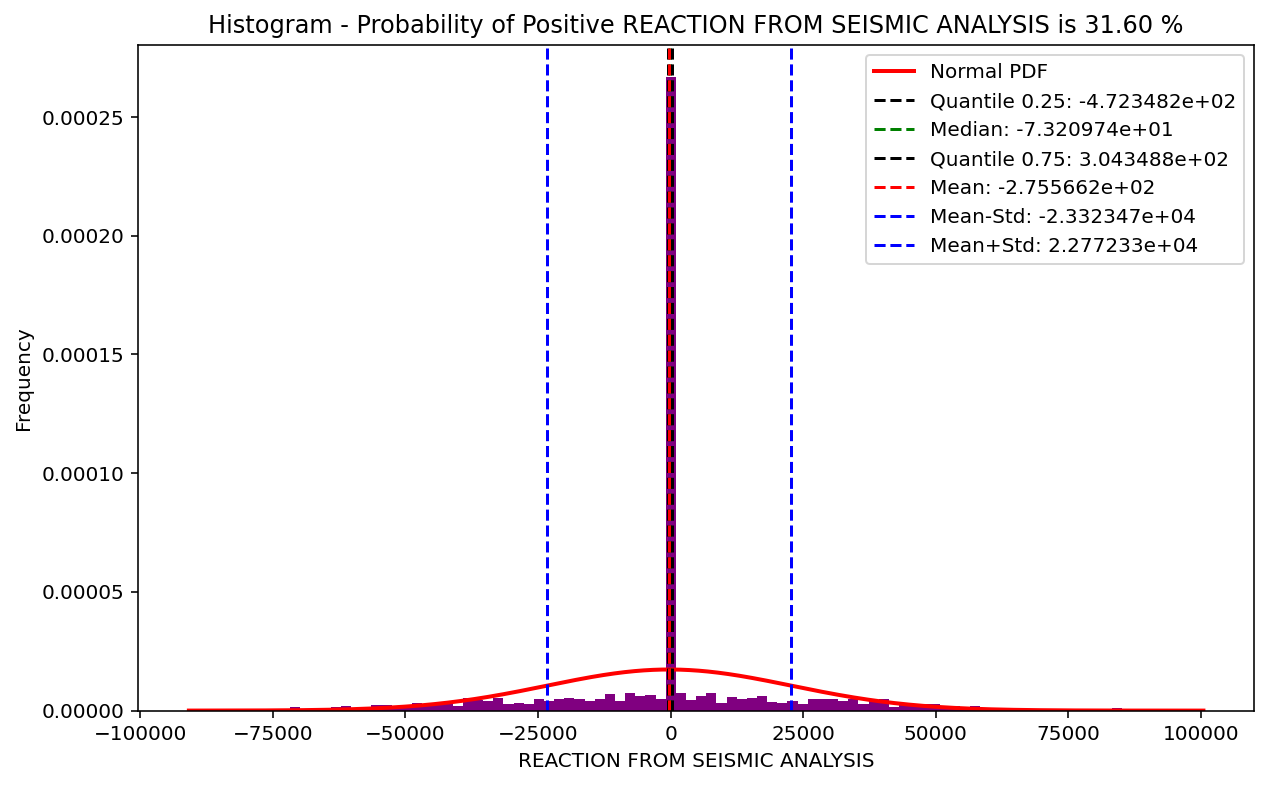 Histogram - Probability of Positive REACTION FROM SEISMIC ANALYSIS is 31.60 %
Normal PDF
Quantile 0.25: -4.723482e+02
Median: -7.320974e+01
Quantile 0.75: 3.043488e+02
Mean: -2.755662e+02
Mean-Std: -2.332347e+04
Mean+Std: 2.277233e+04
Frequency
0.00025
0.00020
0.00015
0.00010
0.00005
0.00000
−100000 −75000 −50000 −25000 0 25000 50000 75000 100000
REACTION FROM SEISMIC ANALYSIS